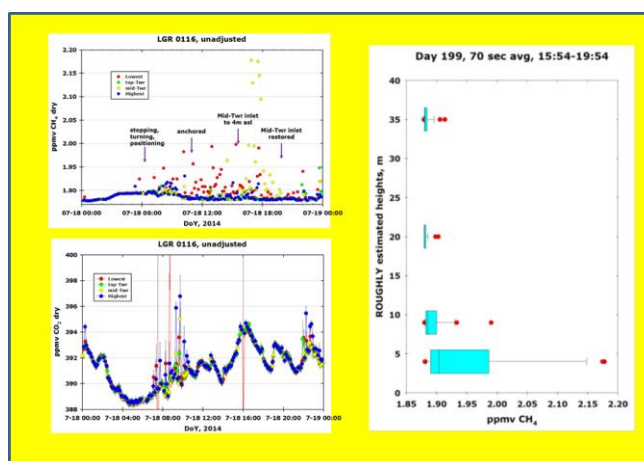 LGR 0116, unadjusted
ppmv CH4 dry
2.20
2.15
2.10
2.05
2.00
1.95
1.90
Lowest
top-Twr
mid-Twr
Highest
stopping,
turning,
positioning
anchored
Mid-Twr inlet
to 4m asl
Mid-Twr inlet
restored
07-18 00:00 07-18 06:00 07-18 12:00 07-18 18:00 07-19 00:00
DoY, 2014
LGR 0116, unadjusted
ppmv CO2, dry
400
398
396
394
392
390
388
Lowest
top-Twr
mid-Twr
Highest
7-18 00:00 7-18 04:00 7-18 08:00 7-18 12:00 7-18 16:00 7-18 20:00 7-19 00:00
DoY, 2014
Day 199, 70 sec avg, 15:54-19:54
ROUGHLY estimated heights, m
40
35
30
25
20
15
10
5
0
1.85 1.90 1.95 2.00 2.05 2.10 2.15 2.20
ppmv CH4